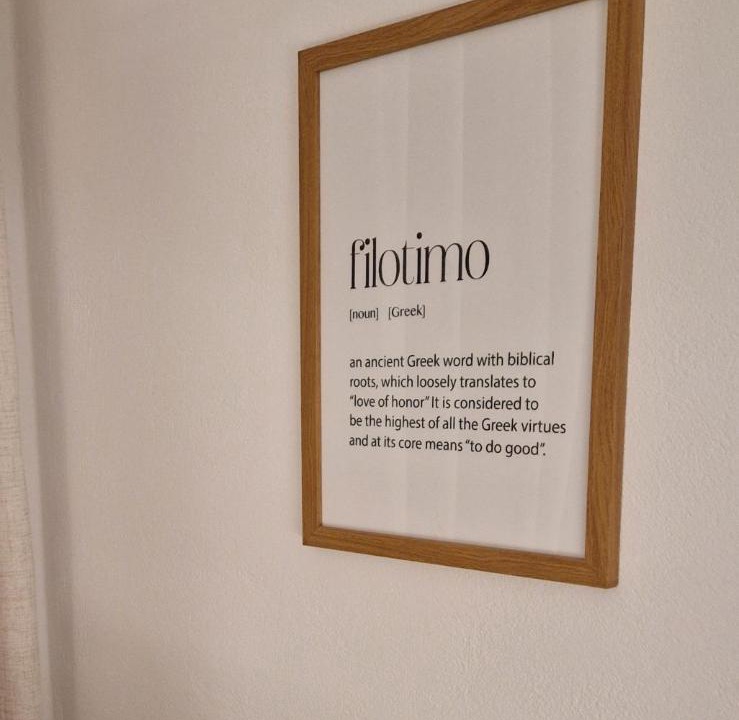 filotimo
[noun] [Greek]
an ancient Greek word with biblical
roots, which loosely translates to
"love of honor" It is considered to
be the highest of all the Greek virtues
and at its core means "to do good".